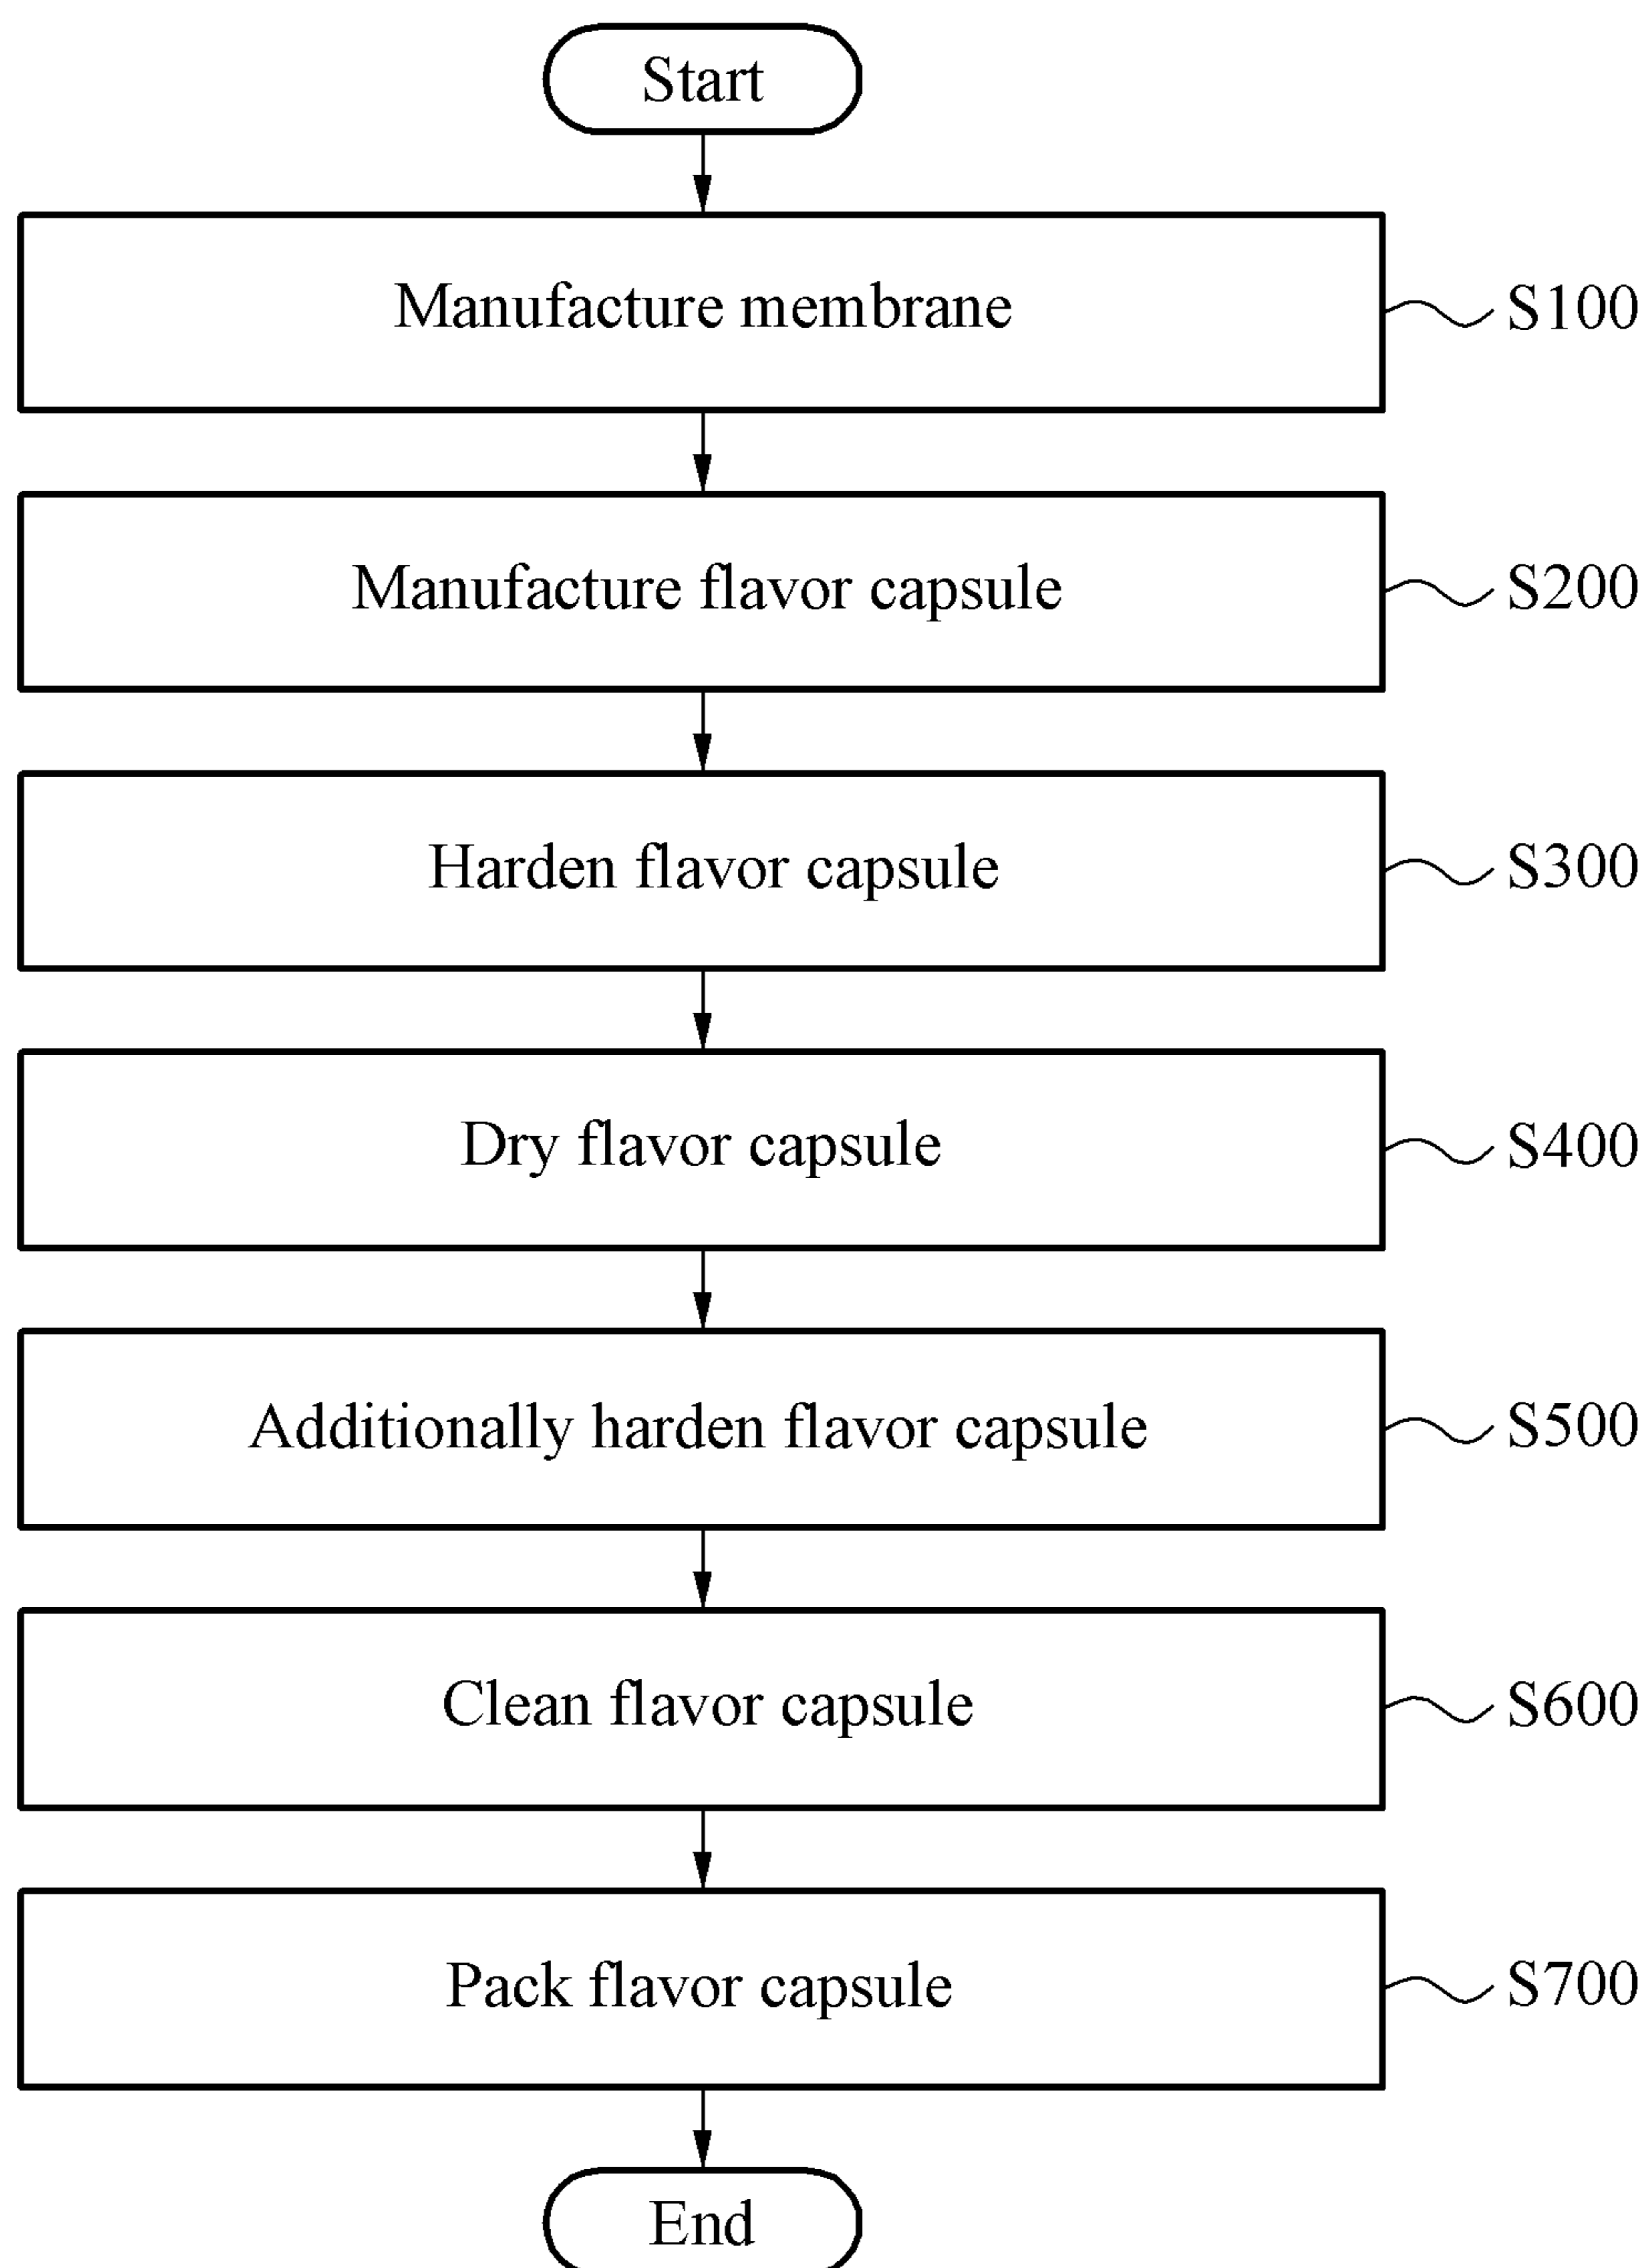 Start
Manufacture membrane
S100
Manufacture flavor capsule
S200
Harden flavor capsule
S300
Dry flavor capsule
S400
Additionally harden flavor capsule
S500
Clean flavor capsule
S600
Pack flavor capsule
S700
End